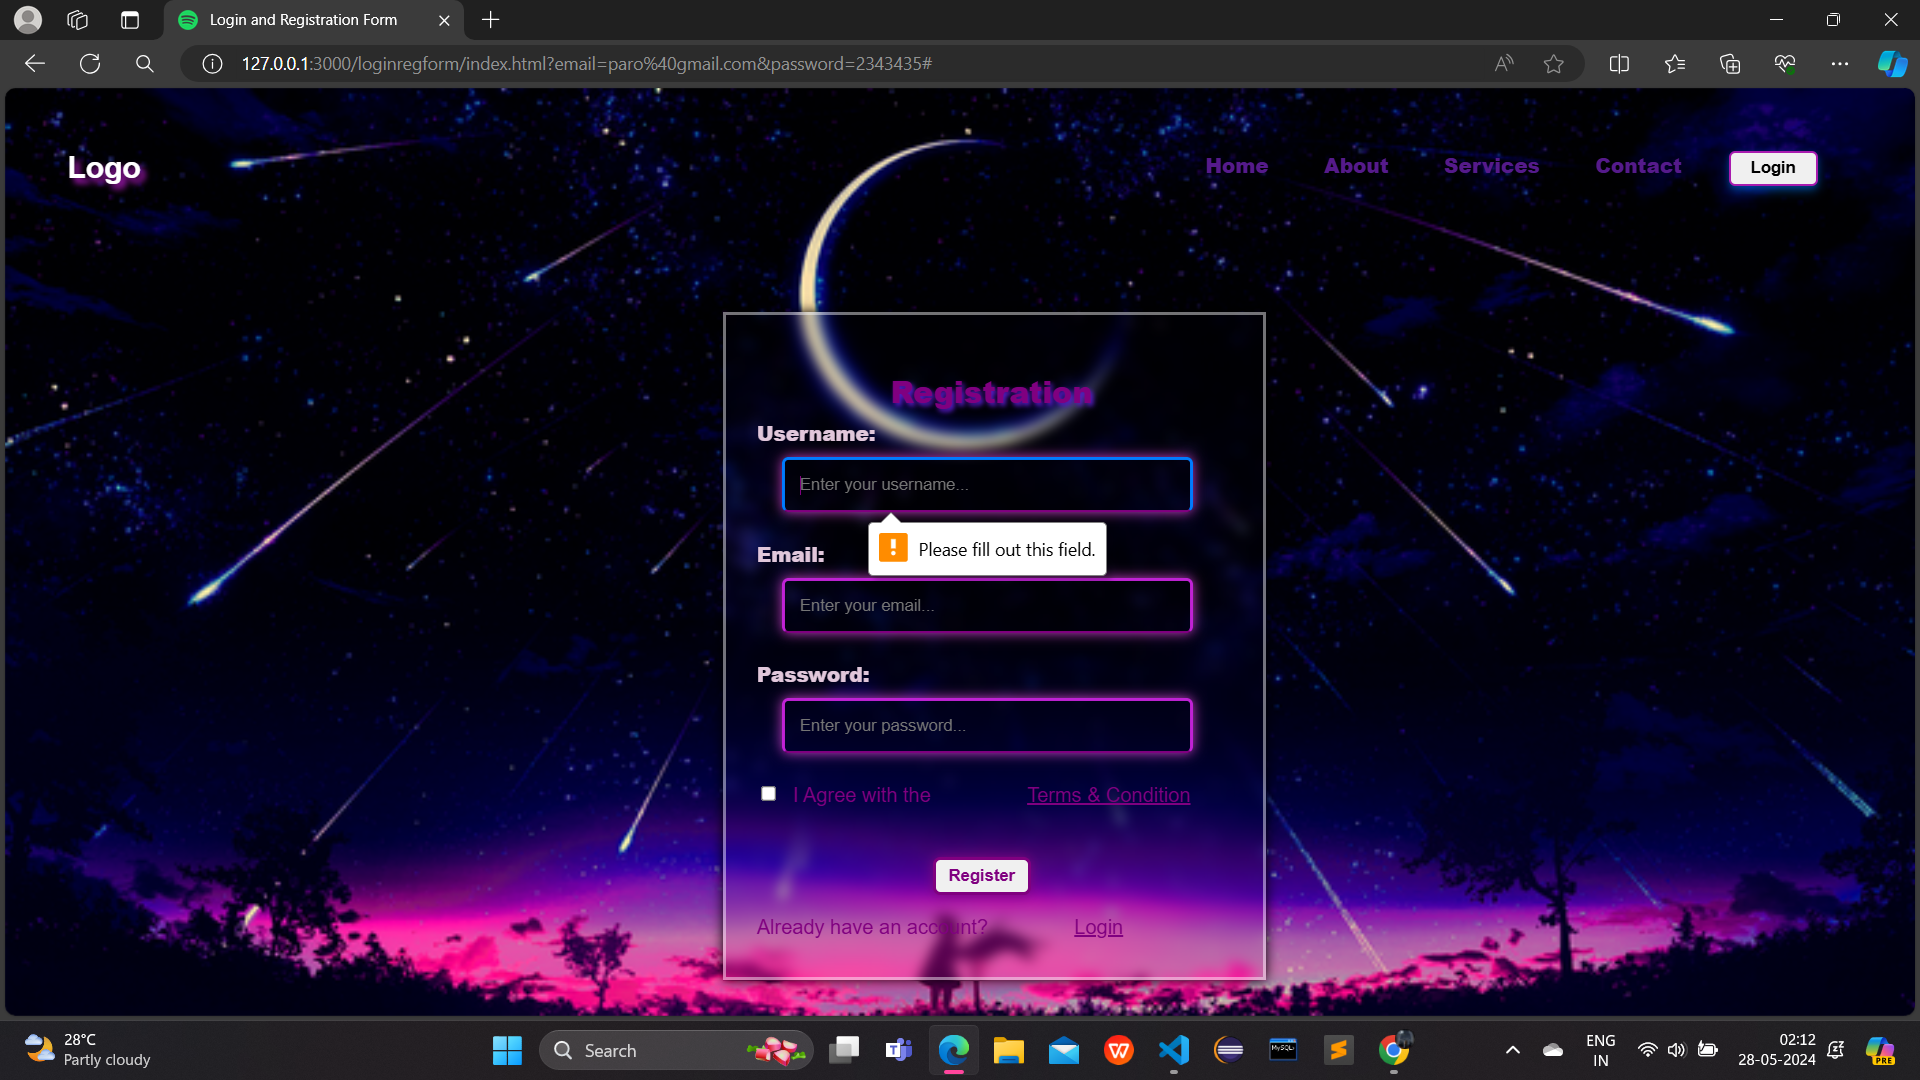 Login and Registration Form
127.0.0.1:3000/loginregform/index.html?email=paro%40gmail.com&password=2343435#
Logo
Home
About
Services
Contact
Login
Registration
Username:
Enter your username...
Please fill out this field.
Email:
Enter your email...
Password:
Enter your password...
I Agree with the
Terms & Condition
Register
Already have an account?
Login
28°C
Partly cloudy
Search
MySQL
ENG
IN
02:12
28-05-2024
PRE